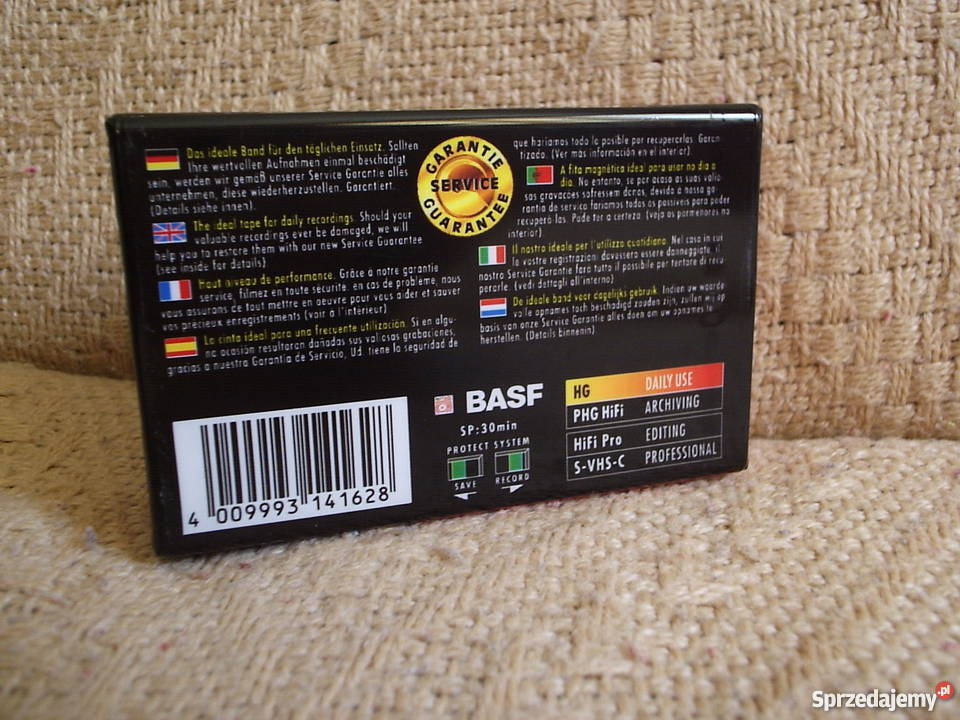 Das ideale Band für den täglichen Einsatz. Sollten
Ihre wertvollen Aufnahmen einmal beschädigt
sein, werden wir gemäß unserer Service Garantie alles
unternehmen, diese wiederherzustellen. Garantiert.
(Details siehe innen).
The ideal tape for daily recordings. Should your
valuable recordings ever be damaged, we will
help you to restore them with our new Service Guarantee
(see inside for details)
Haut niveau de performance. Grâce à notre garantie
service, filmez en toute sécurité. en cas de problème, nous
vous assurons de tout mettre en oeuvre pour vous aider et sauver
vos précieux enregistrements (voir à l'intérieur)
La cinta ideal para una frecuente utilización. Si en algu-
na ocasión resultaran dañadas sus valiosas grabaciones,
gracias a nuestra Garantía de Servicio, Ud. tiene la seguridad de
GARANTIE
SERVICE
GUARANTEE
que haríamos todo lo posible por recuperarlas. Garan-
tizado. (Ver más información en el interior).
A fita magnética ideal para usar no dia a
dia. No entanto, se por acaso as suas valio-
sas gravações sofressem danos, devido à nossa ga-
rantia de serviço faríamos todos os possíveis para poder
recuperá-las. Pode ter a certeza. (veja os pormenores no
interior).
Il nastro ideale per l'utilizzo quotidiano. Nel caso in cui
le vostre registrazioni dovessero essere danneggiate, il
nostro Service Garantie fara tutto il possibile per tentare di recu-
perarle. (vedi dettagli all'interno)
De ideale band voor dagelijks gebruik. Indien uw waarde
volle opnamen toch beschadigd zouden zijn, zullen wij op
basis van onze Service Garantie alles doen om uw opnames te
herstellen. (Details binnenin).
BASF
SP:30min
PROTECT SYSTEM
SAVE RECORD
HG DAILY USE
PHG HiFi ARCHIVING
HiFi Pro EDITING
S-VHS-C PROFESSIONAL
4 009993 141628
Sprzedajemy.pl